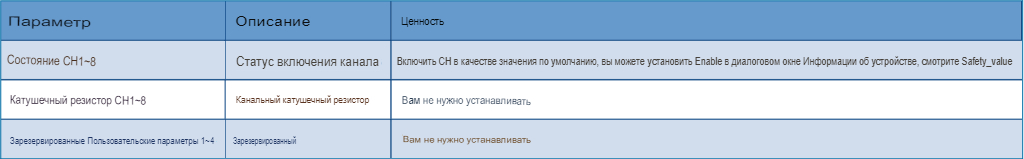 Параметр Описание Ценность
Состояние CH1~8 Статус включения канала Включить CH в качестве значения по умолчанию, вы можете установить Enable в диалоговом окне Информации об устройстве, смотрите Safety_value
Катушечный резистор CH1~8 Канальный катушечный резистор Вам не нужно устанавливать
Зарезервированные Пользовательские параметры 1~4 Зарезервированный Вам не нужно устанавливать